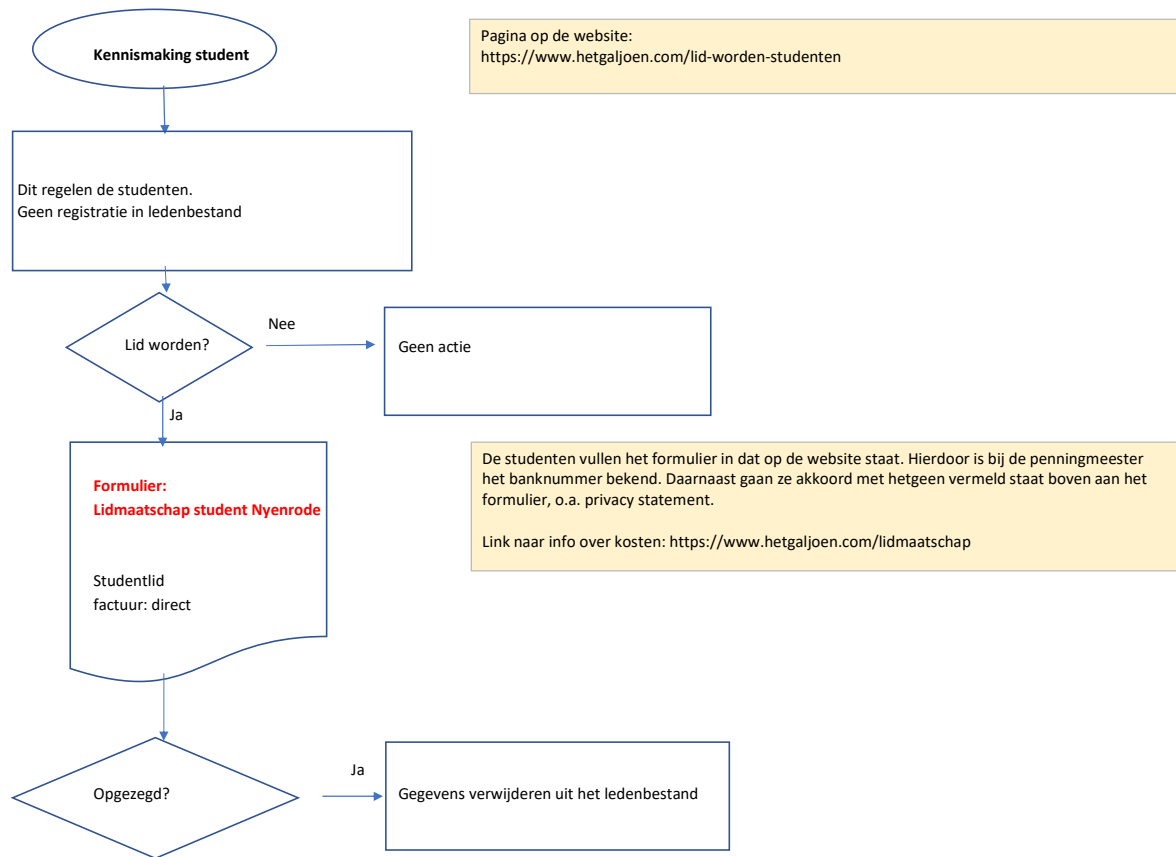 Kennismaking student
Pagina op de website:
https://www.hetgaljoen.com/lid-worden-studenten
Dit regelen de studenten.
Geen registratie in ledenbestand
Lid worden?
Nee
Geen actie
Ja
Formulier:
Lidmaatschap student Nyenrode
Studentlid
factuur: direct
De studenten vullen het formulier in dat op de website staat. Hierdoor is bij de penningmeester
het banknummer bekend. Daarnaast gaan ze akkoord met hetgeen vermeld staat boven aan het
formulier, o.a. privacy statement.
Link naar info over kosten: https://www.hetgaljoen.com/lidmaatschap
Opgezegd?
Ja
Gegevens verwijderen uit het ledenbestand